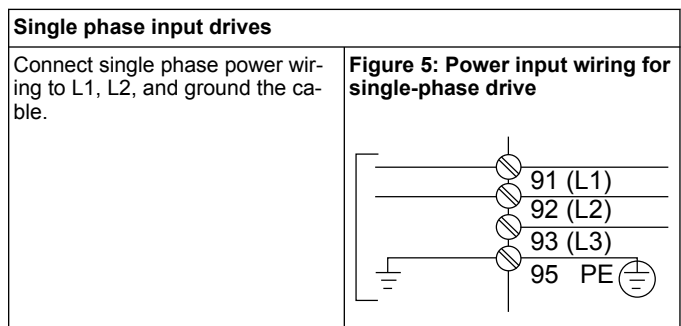 Single phase input drives
Connect single phase power wir-
ing to L1, L2, and ground the ca-
ble.
Figure 5: Power input wiring for
single-phase drive
91 (L1)
92 (L2)
93 (L3)
95 PE